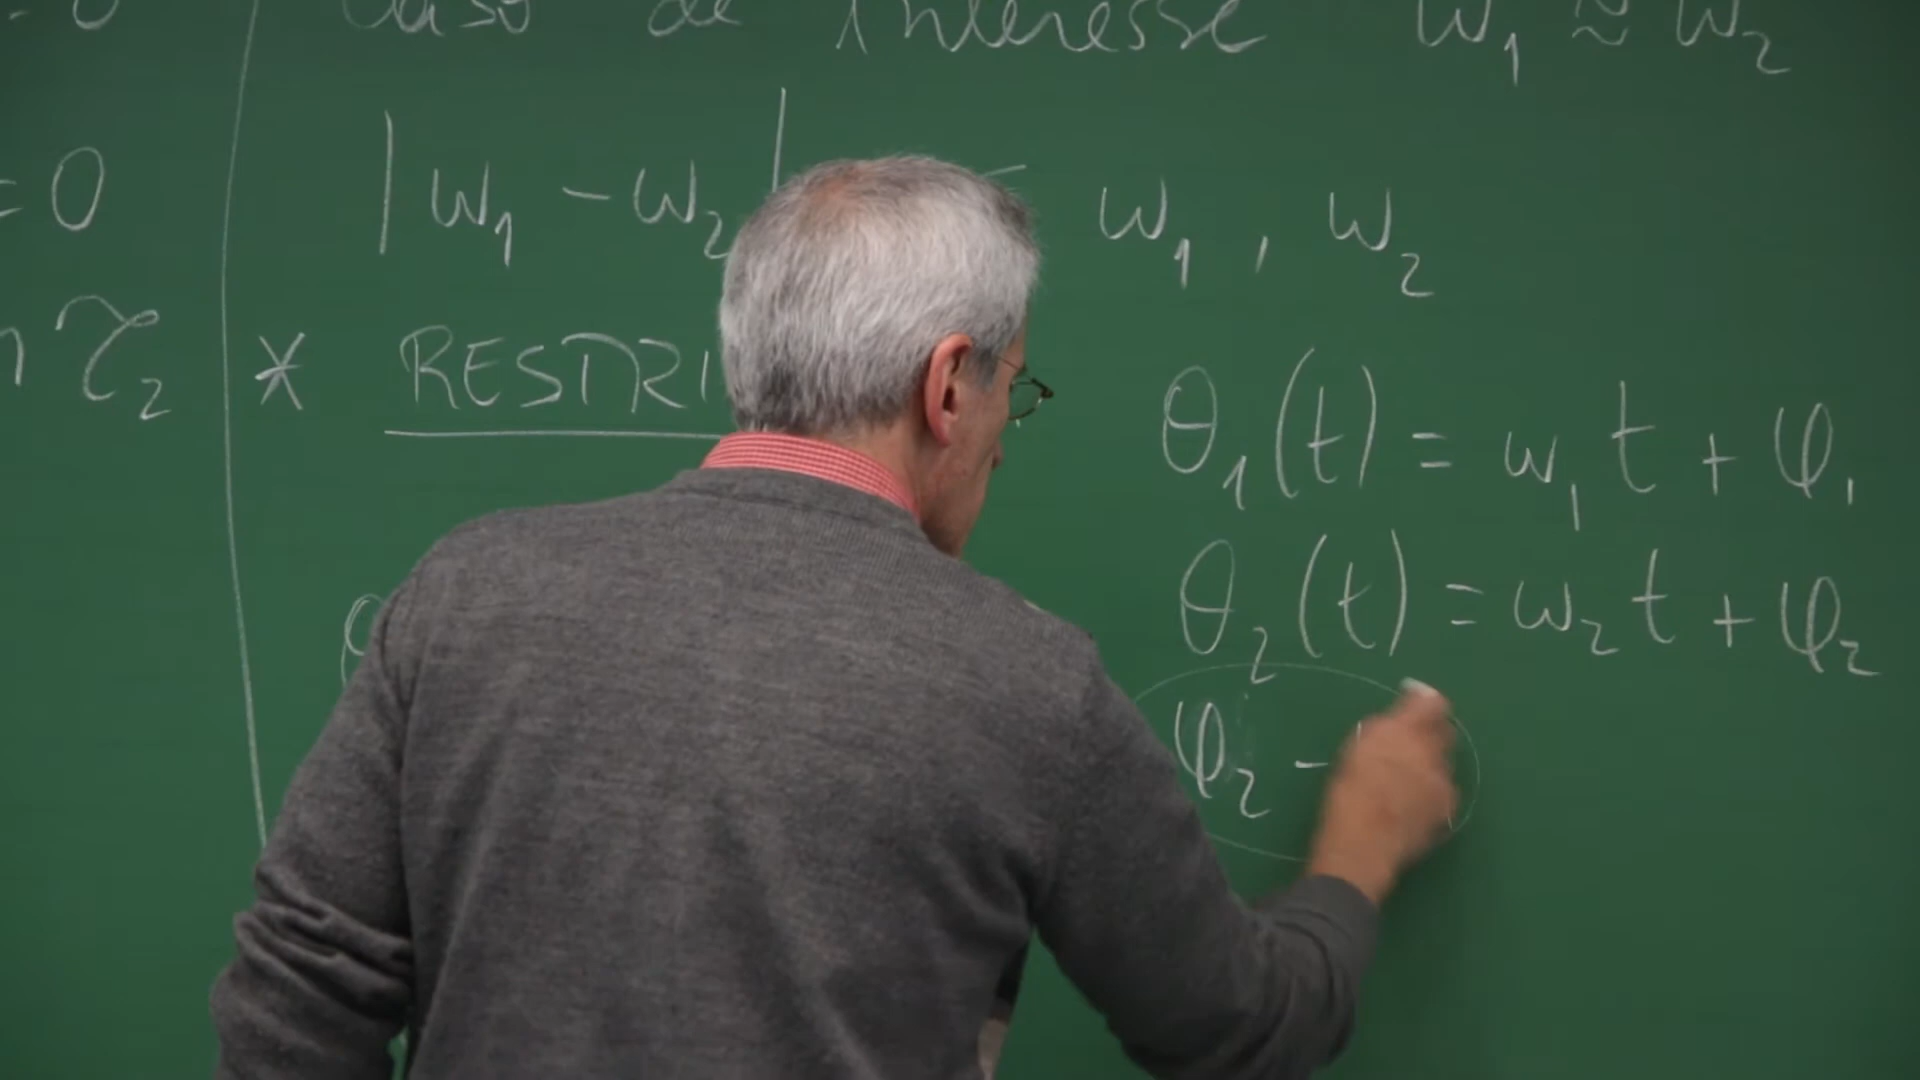 = 0
caso de interesse w₁ ≈ w₂
= 0
|w₁ - w₂| w₁ , w₂
τ₂
* RESTRI
θ₁(t) = w₁t + φ₁
θ₂(t) = w₂t + φ₂
φ₂ -